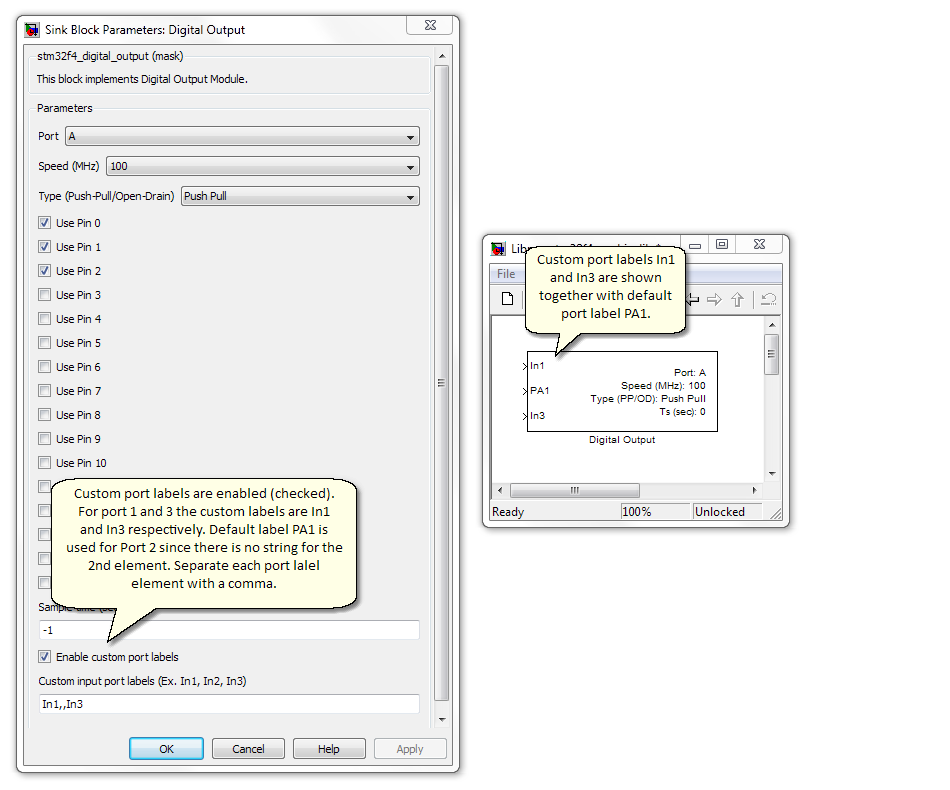 Sink Block Parameters: Digital Output
stm32f4_digital_output (mask)
This block implements Digital Output Module.
Parameters
Port A
Speed (MHz) 100
Type (Push-Pull/Open-Drain) Push Pull
Use Pin 0
Use Pin 1
Use Pin 2
Use Pin 3
Use Pin 4
Use Pin 5
Use Pin 6
Use Pin 7
Use Pin 8
Use Pin 9
Use Pin 10
Custom port labels are enabled (checked).
For port 1 and 3 the custom labels are In1
and In3 respectively. Default label PA1 is
used for Port 2 since there is no string for the
2nd element. Separate each port lalel
element with a comma.
-1
Enable custom port labels
Custom input port labels (Ex. In1, In2, In3)
In1,,In3
OK Cancel Help Apply
File
Custom port labels In1
and In3 are shown
together with default
port label PA1.
In1
PA1
In3
Port: A
Speed (MHz): 100
Type (PP/OD): Push Pull
Ts (sec): 0
Digital Output
Ready 100% Unlocked